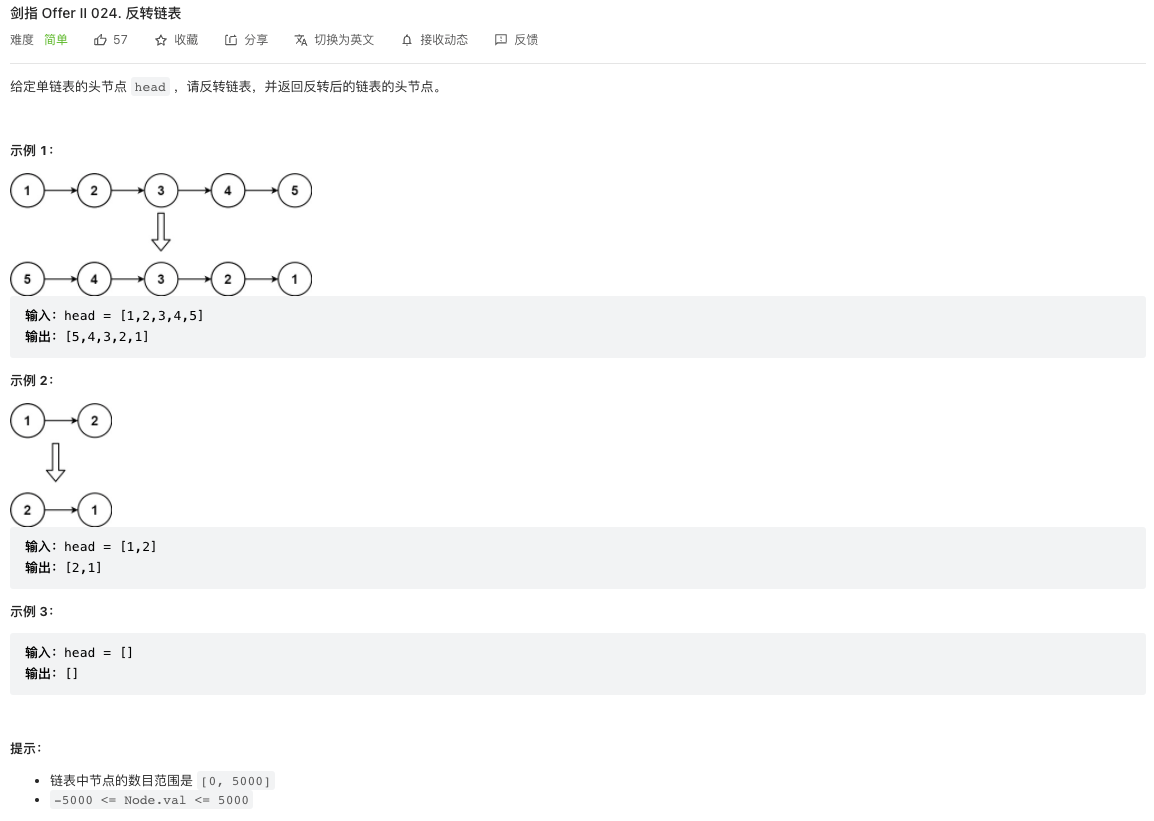 剑指 Offer II 024. 反转链表
难度 简单 57 收藏 分享 切换为英文 接收动态 反馈
给定单链表的头节点 head ，请反转链表，并返回反转后的链表的头节点。
示例 1：
1 2 3 4 5
5 4 3 2 1
输入：head = [1,2,3,4,5]
输出：[5,4,3,2,1]
示例 2：
1 2
2 1
输入：head = [1,2]
输出：[2,1]
示例 3：
输入：head = []
输出：[]
提示：
• 链表中节点的数目范围是 [0, 5000]
• -5000 <= Node.val <= 5000